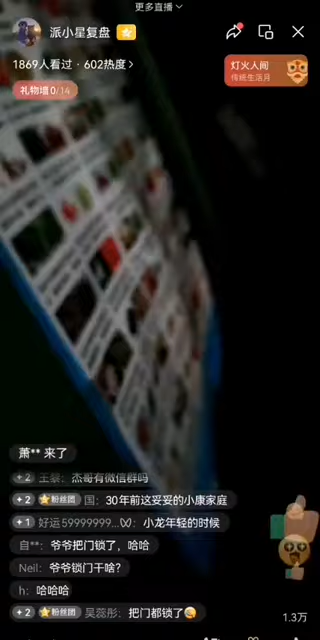 更多直播
派小星复盘
1869人看过 · 602热度
灯火人间
传统生活月
礼物墙 0/14
萧** 来了
+2 王蔡：杰哥有微信群吗
+2 粉丝团 国：30年前这妥妥的小康家庭
+1 好运59999999...：小龙年轻的时候
自**：爷爷把门锁了，哈哈
Neil：爷爷锁门干啥?
h：哈哈哈
+2 粉丝团 吴蕊彤：把门都锁了
1.3万